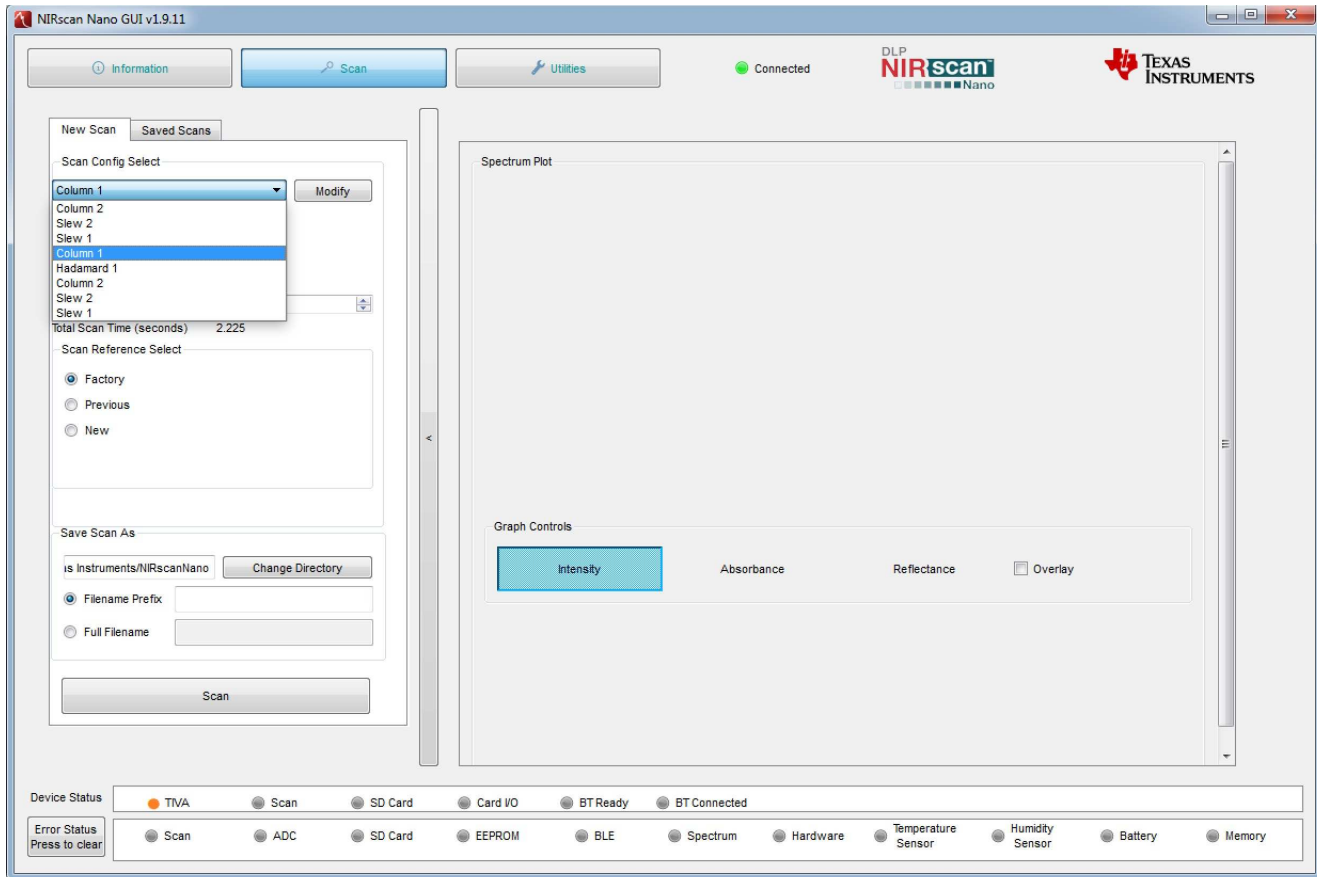 NIRscan Nano GUI v1.9.11
Information
Scan
Utilities
Connected
DLP
NIRscan
Nano
TEXAS
INSTRUMENTS
New Scan
Saved Scans
Scan Config Select
Column 1
Modify
Column 2
Slew 2
Slew 1
Column 1
Hadamard 1
Column 2
Slew 2
Slew 1
Total Scan Time (seconds) 2.225
Scan Reference Select
Factory
Previous
New
<
Save Scan As
is Instruments/NIRscanNano
Change Directory
Filename Prefix
Full Filename
Scan
Spectrum Plot
Graph Controls
Intensity
Absorbance
Reflectance
Overlay
Device Status
TIVA
Scan
SD Card
Card I/O
BT Ready
BT Connected
Error Status
Press to clear
Scan
ADC
SD Card
EEPROM
BLE
Spectrum
Hardware
Temperature
Sensor
Humidity
Sensor
Battery
Memory